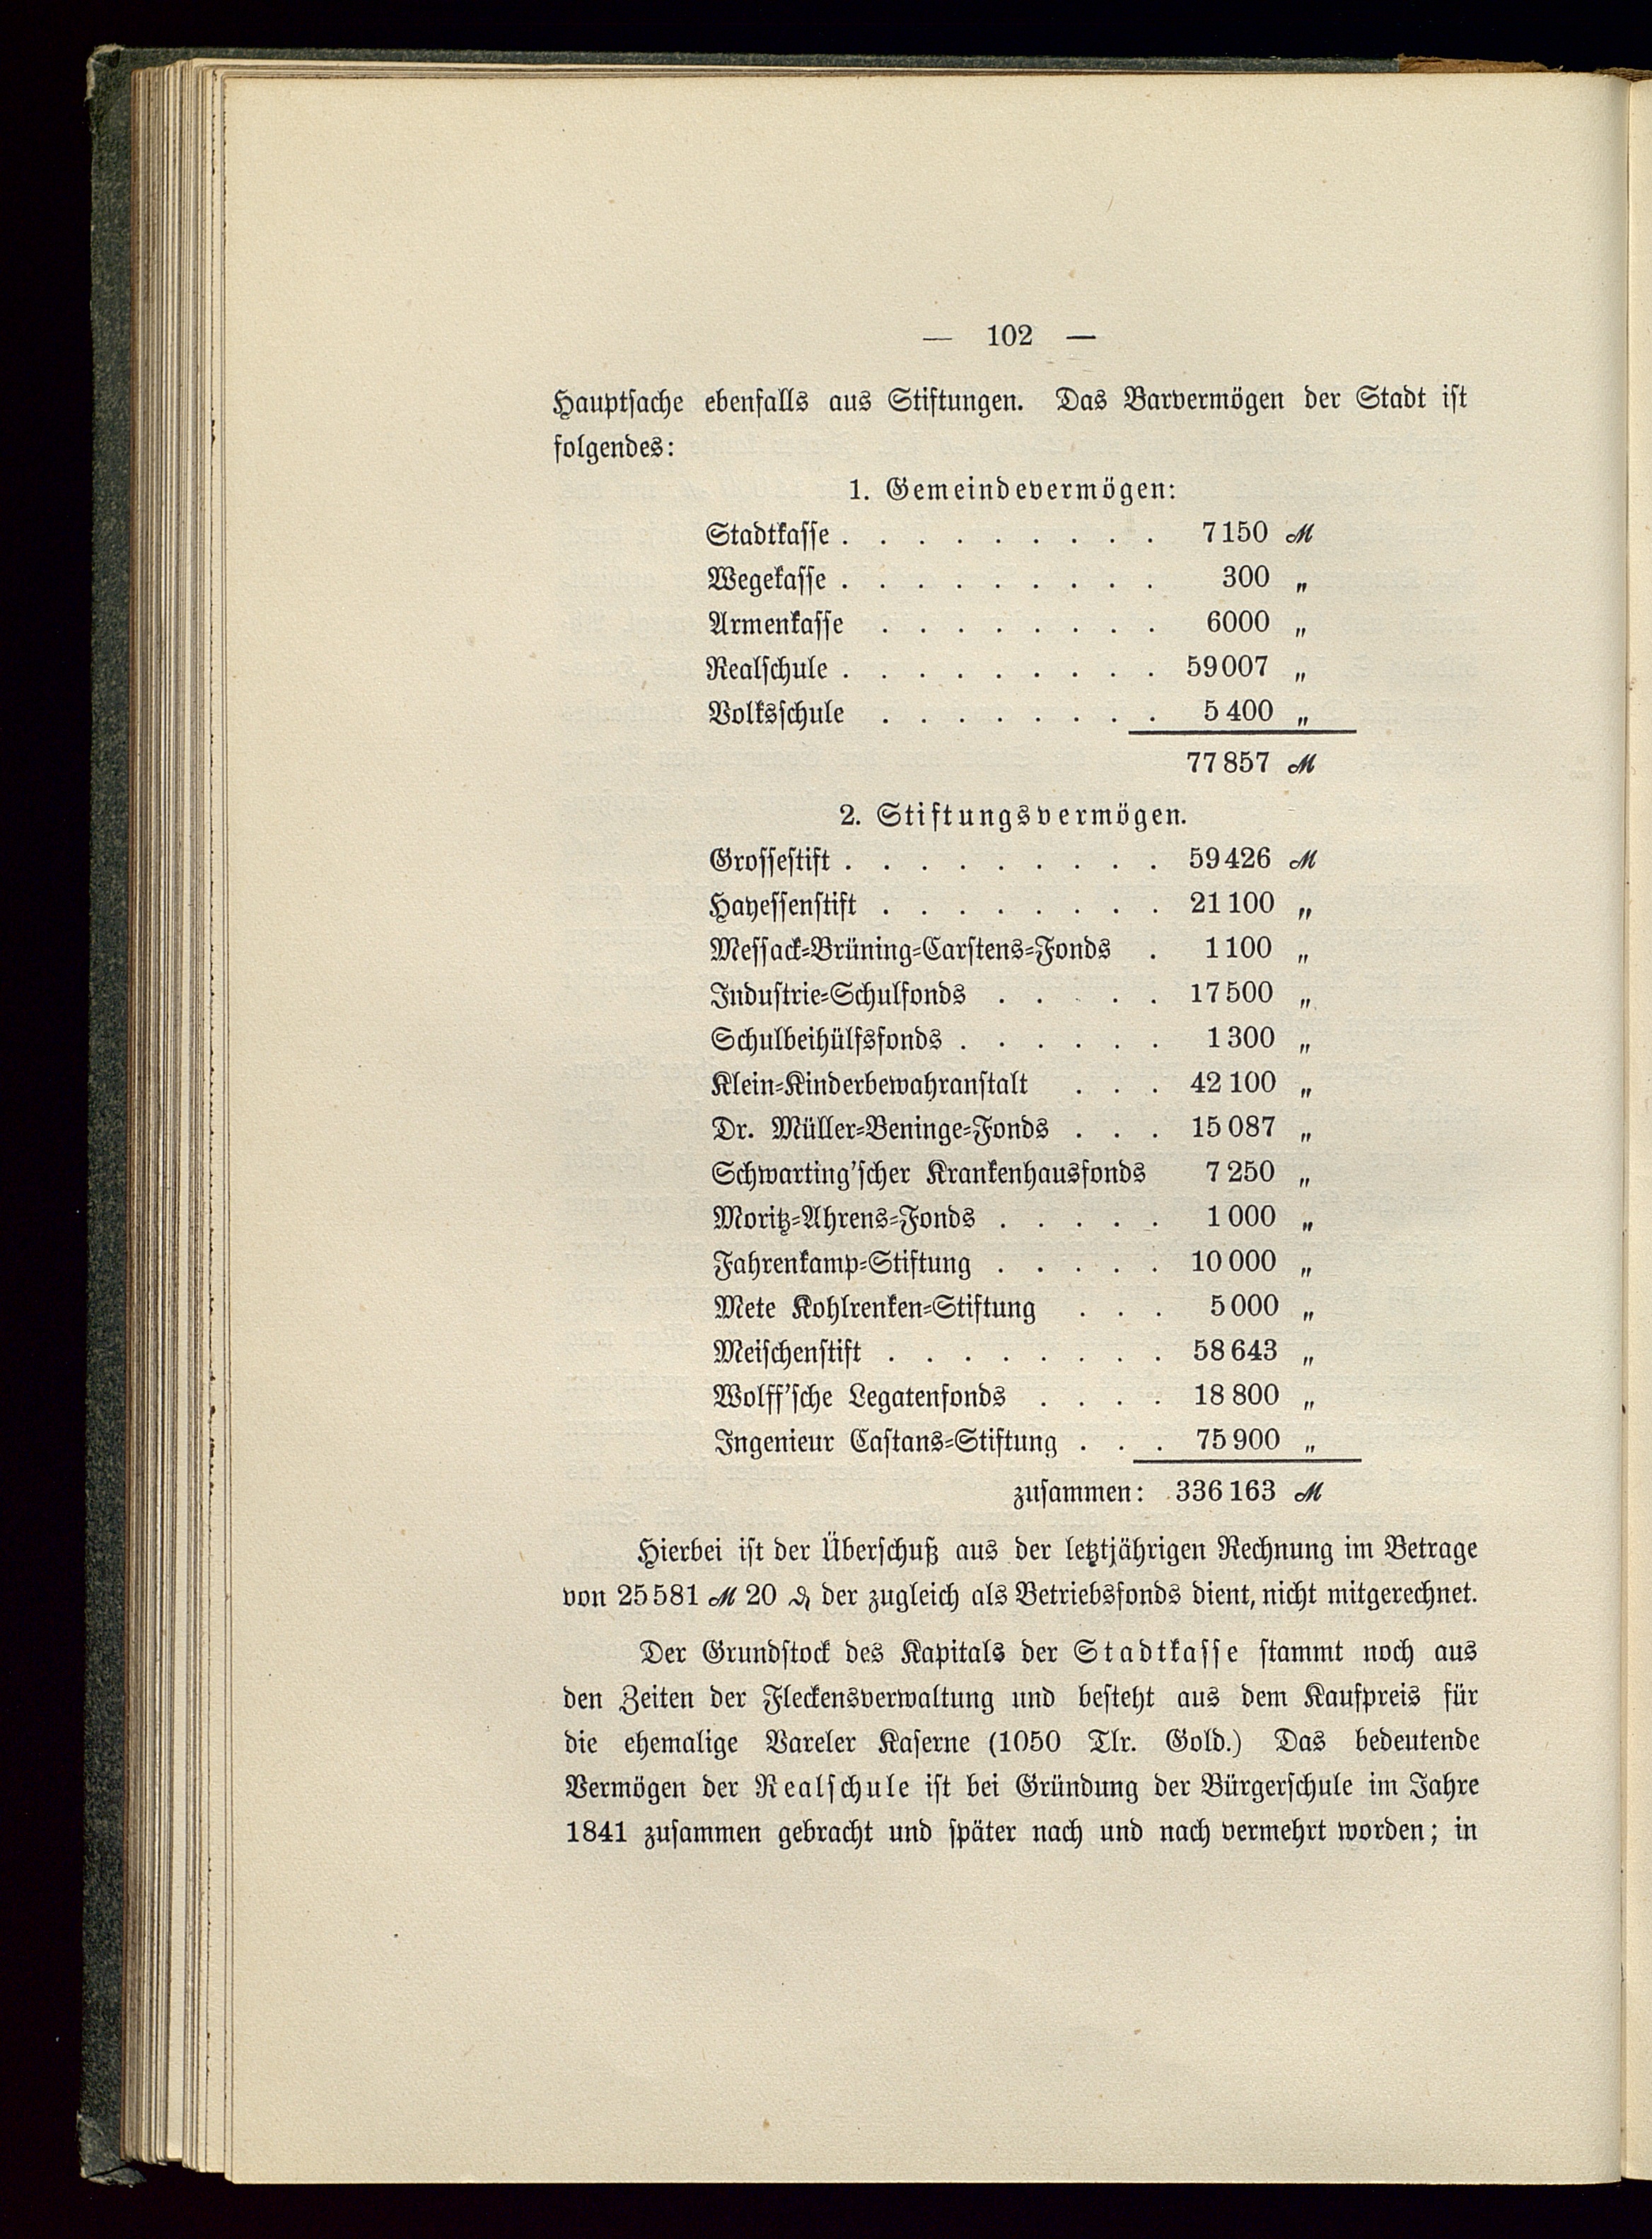 — 102 —
Hauptsache ebenfalls aus Stiftungen. Das Barvermögen der Stadt ist
folgendes:
1. Gemeindevermögen:
Stadtkasse . . . . . . . . . 7150 ℳ
Wegekasse . . . . . . . . . 300 „
Armenkasse . . . . . . . . 6000 „
Realschule . . . . . . . . . 59007 „
Volksschule . . . . . . . . 5400 „
77857 ℳ
2. Stiftungsvermögen.
Grossestift . . . . . . . . . 59426 ℳ
Hayessenstift . . . . . . . . 21100 „
Messack-Brüning-Carstens-Fonds . 1100 „
Industrie-Schulfonds . . . . . 17500 „
Schulbeihülfsfonds . . . . . . 1300 „
Klein-Kinderbewahranstalt . . . 42100 „
Dr. Müller-Beninge-Fonds . . . 15087 „
Schwarting'scher Krankenhausfonds 7250 „
Moritz-Ahrens-Fonds . . . . . 1000 „
Fahrenkamp-Stiftung . . . . . 10000 „
Mete Kohlrenken-Stiftung . . . 5000 „
Meischenstift . . . . . . . . 58643 „
Wolff'sche Legatenfonds . . . . 18800 „
Ingenieur Castans-Stiftung . . . 75900 „
zusammen: 336163 ℳ
Hierbei ist der Überschuß aus der letztjährigen Rechnung im Betrage
von 25581 ℳ 20 ₰ der zugleich als Betriebsfonds dient, nicht mitgerechnet.
Der Grundstock des Kapitals der Stadtkasse stammt noch aus
den Zeiten der Fleckensverwaltung und besteht aus dem Kaufpreis für
die ehemalige Vareler Kaserne (1050 Tlr. Gold.) Das bedeutende
Vermögen der Realschule ist bei Gründung der Bürgerschule im Jahre
1841 zusammen gebracht und später nach und nach vermehrt worden; in